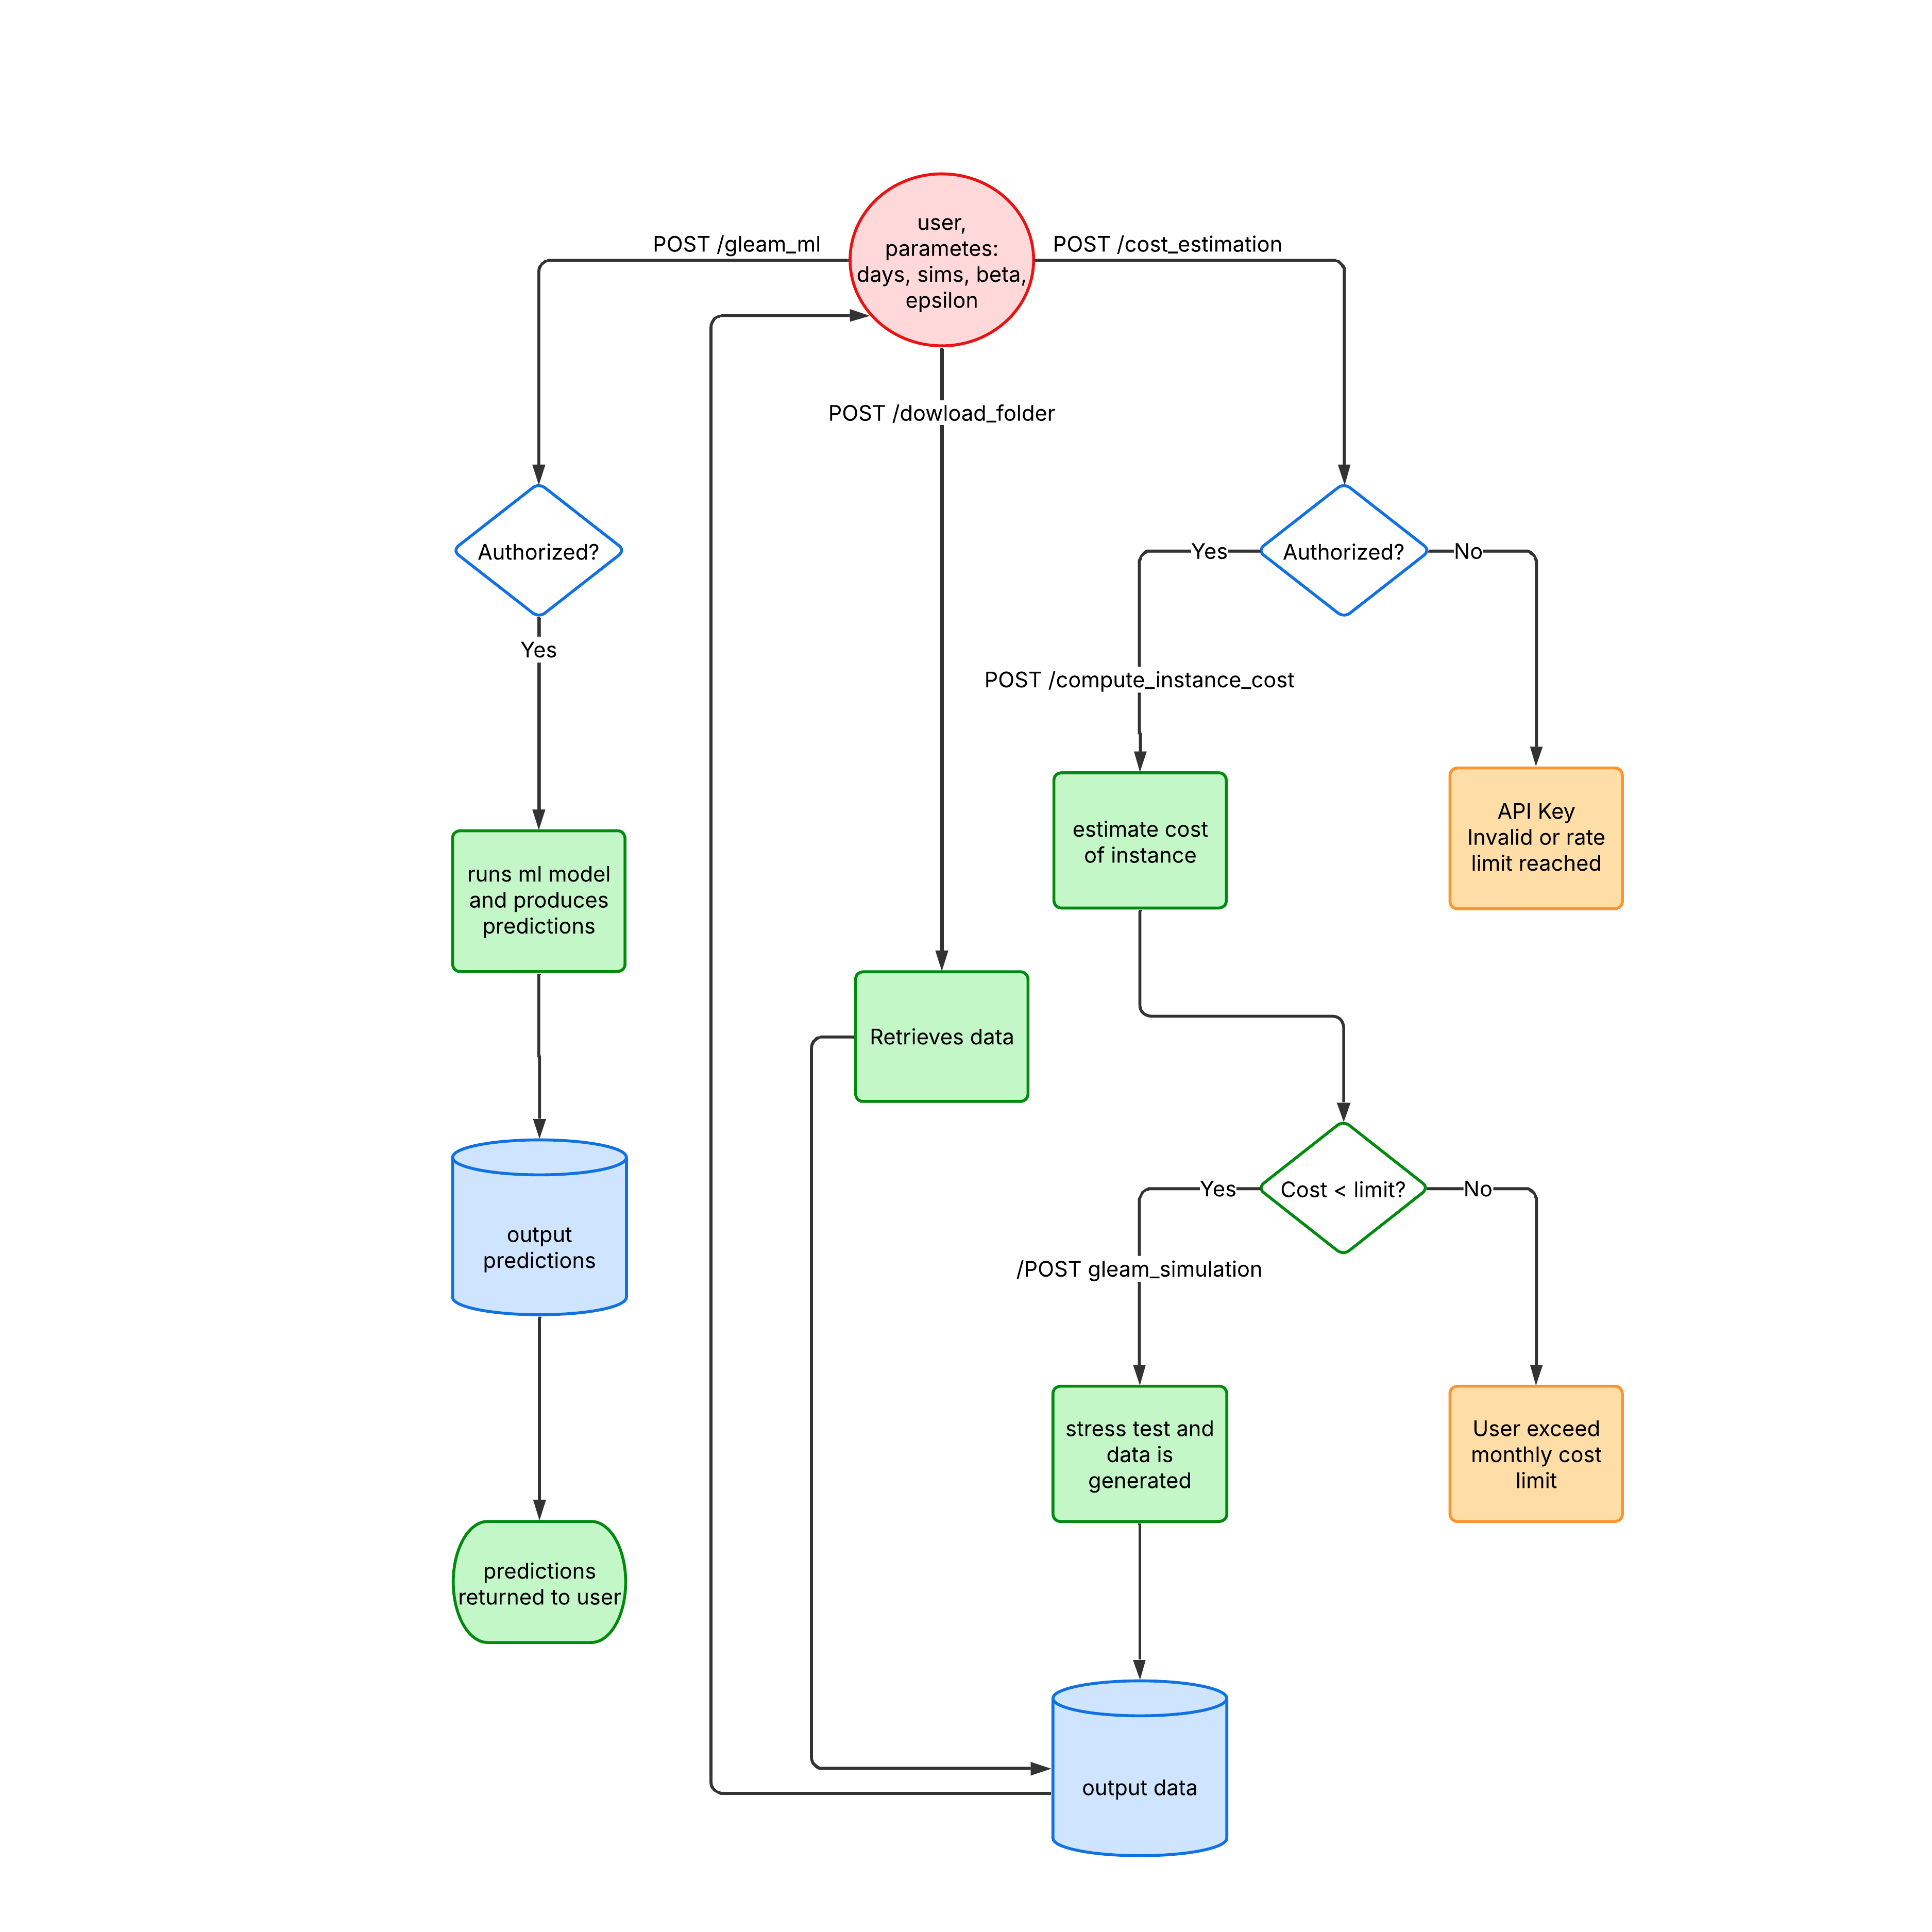 user,
parametes:
days, sims, beta,
epsilon
POST /gleam_ml
POST /cost_estimation
POST /dowload_folder
Authorized?
Yes
Authorized?
No
Yes
POST /compute_instance_cost
runs ml model
and produces
predictions
estimate cost
of instance
API Key
Invalid or rate
limit reached
Retrieves data
output
predictions
Yes
Cost < limit?
No
/POST gleam_simulation
stress test and
data is
generated
User exceed
monthly cost
limit
predictions
returned to user
output data